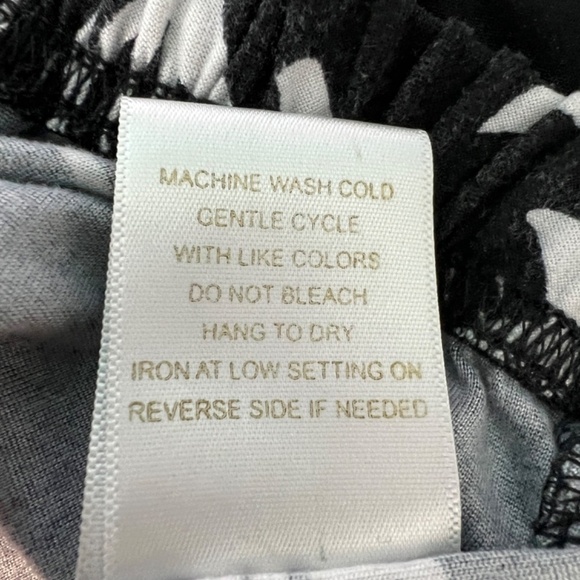 MACHINE WASH COLD
GENTLE CYCLE
WITH LIKE COLORS
DO NOT BLEACH
HANG TO DRY
IRON AT LOW SETTING ON
REVERSE SIDE IF NEEDED